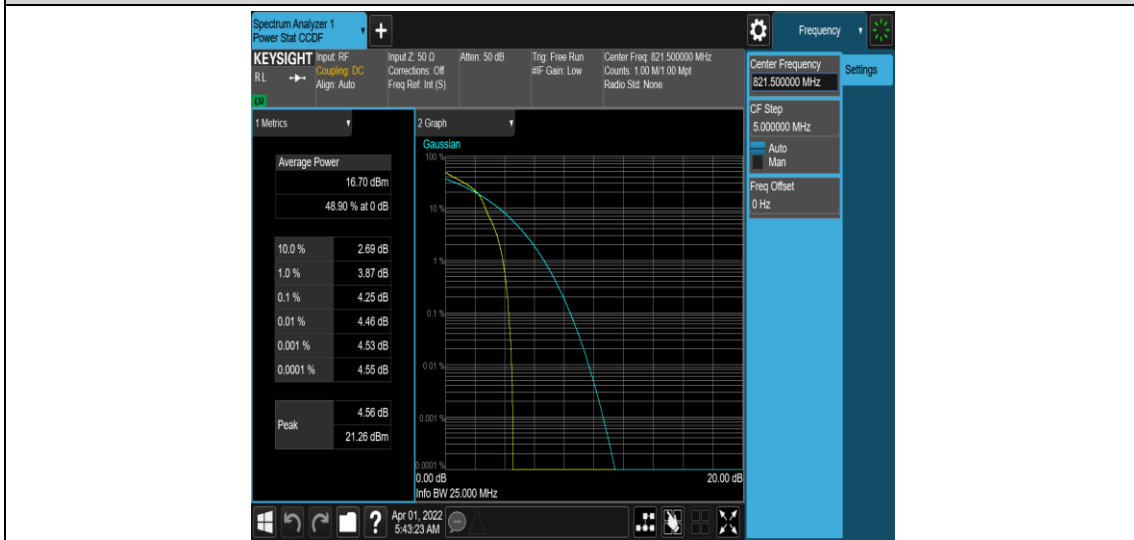 Spectrum Analyzer 1
Power Stat CCDF
+
Frequency
KEYSIGHT
RL
LXI
Input: RF
Coupling: DC
Align: Auto
Input Z: 50 Ω
Corrections: Off
Freq Ref: Int (S)
Atten: 50 dB
Trig: Free Run
#IF Gain: Low
Center Freq: 821.500000 MHz
Counts: 1.00 M/1.00 Mpt
Radio Std: None
Center Frequency
821.500000 MHz
Settings
CF Step
5.000000 MHz
Auto
Man
Freq Offset
0 Hz
1 Metrics
Average Power
16.70 dBm
48.90 % at 0 dB
10.0 % 2.69 dB
1.0 % 3.87 dB
0.1 % 4.25 dB
0.01 % 4.46 dB
0.001 % 4.53 dB
0.0001 % 4.55 dB
Peak
4.56 dB
21.26 dBm
2 Graph
Gaussian
100 %
10 %
1 %
0.1 %
0.01 %
0.001 %
0.0001 %
0.00 dB 20.00 dB
Info BW 25.000 MHz
?
Apr 01, 2022
5:43:23 AM